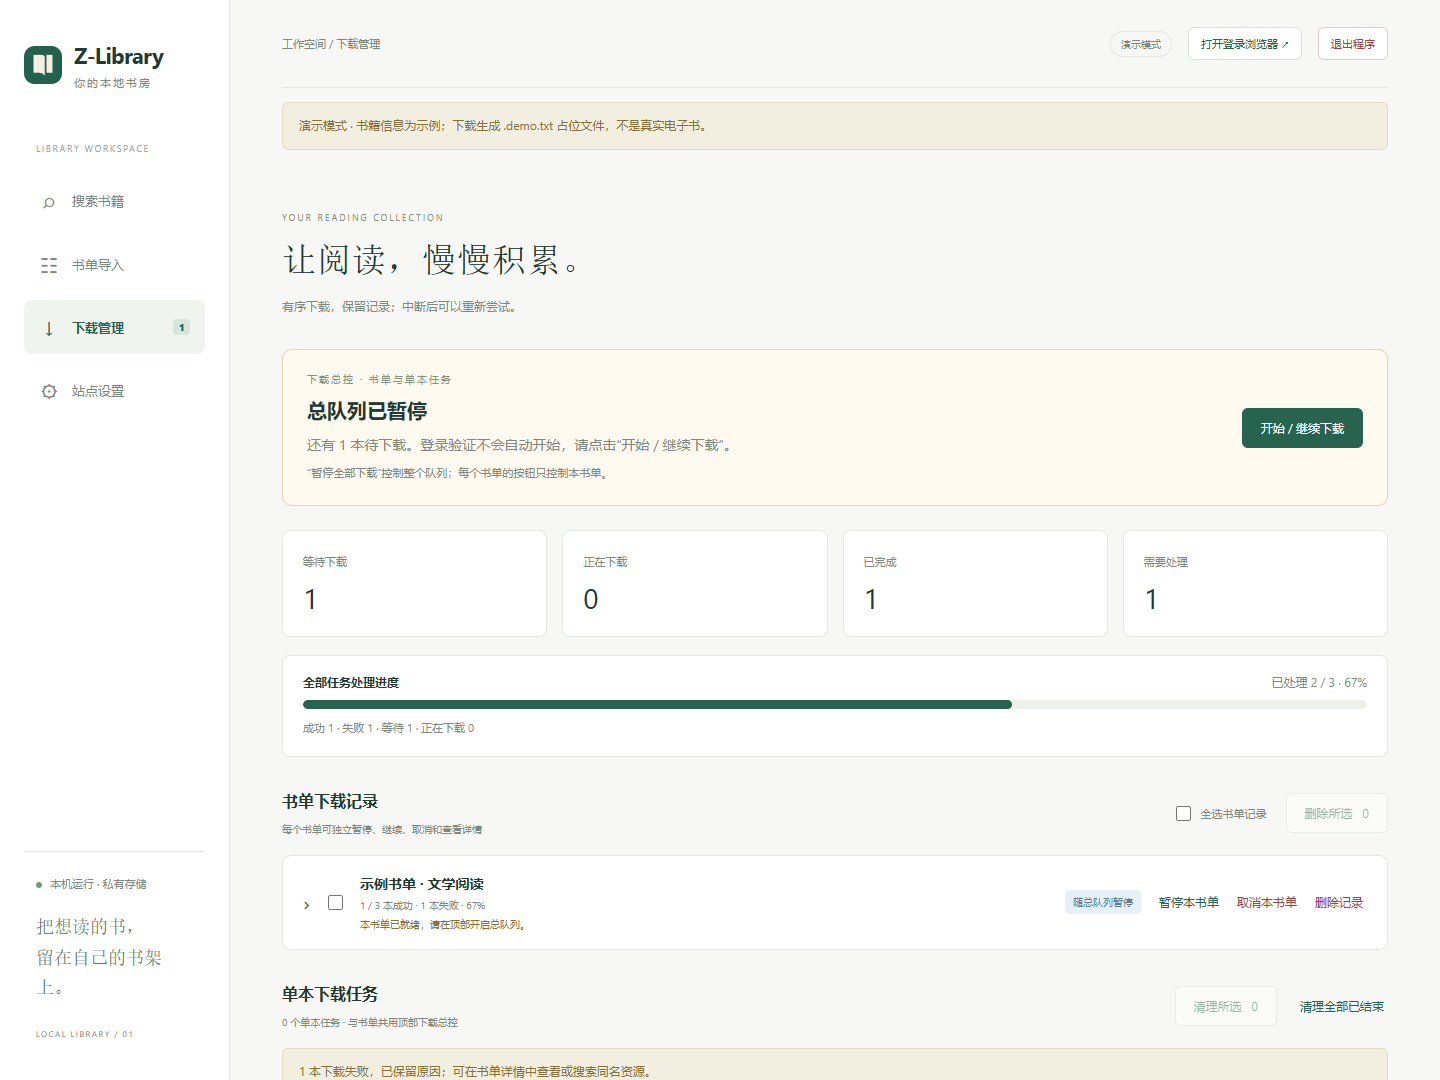 Z-Library
你的本地书房
LIBRARY WORKSPACE
搜索书籍
书单导入
下载管理
1
站点设置
本机运行 · 私有存储
把想读的书，
留在自己的书架
上。
LOCAL LIBRARY / 01
工作空间 / 下载管理
演示模式
打开登录浏览器 ↗
退出程序
演示模式 · 书籍信息为示例；下载生成 .demo.txt 占位文件，不是真实电子书。
YOUR READING COLLECTION
让阅读，慢慢积累。
有序下载，保留记录；中断后可以重新尝试。
下载总控 · 书单与单本任务
总队列已暂停
还有 1 本待下载。登录验证不会自动开始，请点击“开始 / 继续下载”。
“暂停全部下载”控制整个队列；每个书单的按钮只控制本书单。
开始 / 继续下载
等待下载
1
正在下载
0
已完成
1
需要处理
1
全部任务处理进度
已处理 2 / 3 · 67%
成功 1 · 失败 1 · 等待 1 · 正在下载 0
书单下载记录
每个书单可独立暂停、继续、取消和查看详情
全选书单记录
删除所选 0
示例书单 · 文学阅读
1 / 3 本成功 · 1 本失败 · 67%
本书单已就绪，请在顶部开启总队列。
随总队列暂停
暂停本书单
取消本书单
删除记录
单本下载任务
0 个单本任务 · 与书单共用顶部下载总控
清理所选 0
清理全部已结束
1 本下载失败，已保留原因；可在书单详情中查看或搜索同名资源。